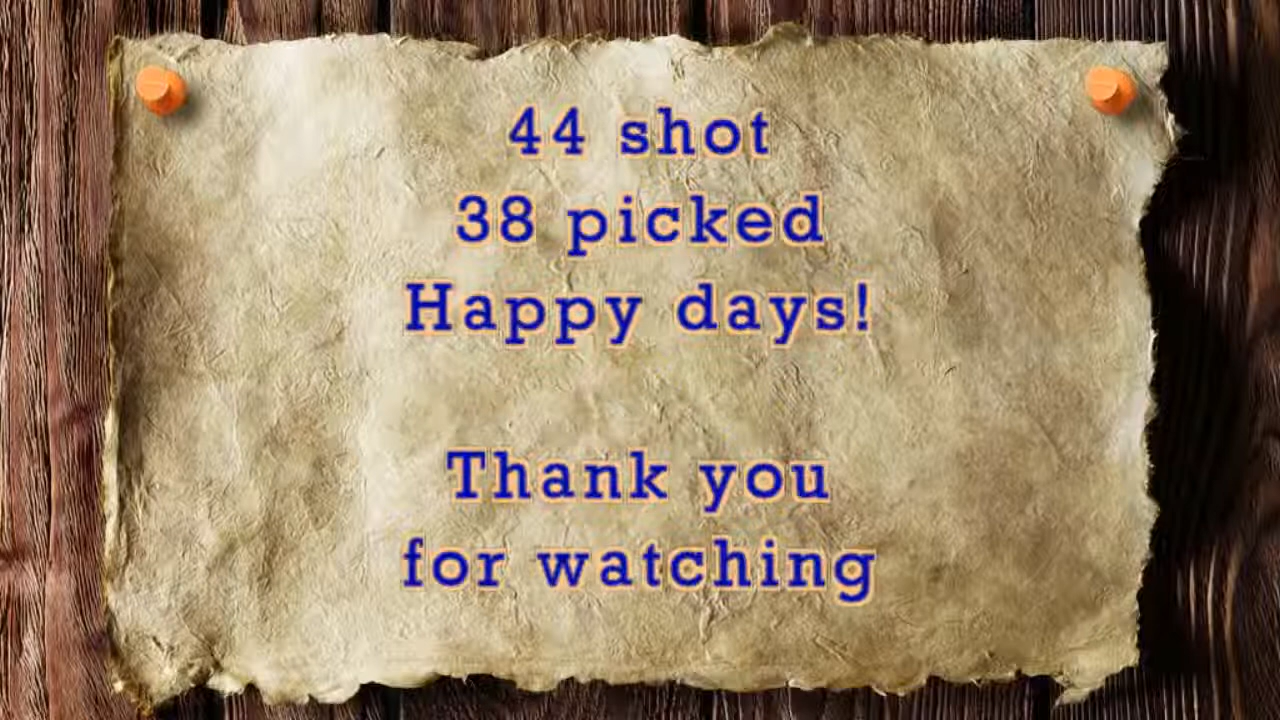 44 shot
38 picked
Happy days!
Thank you
for watching